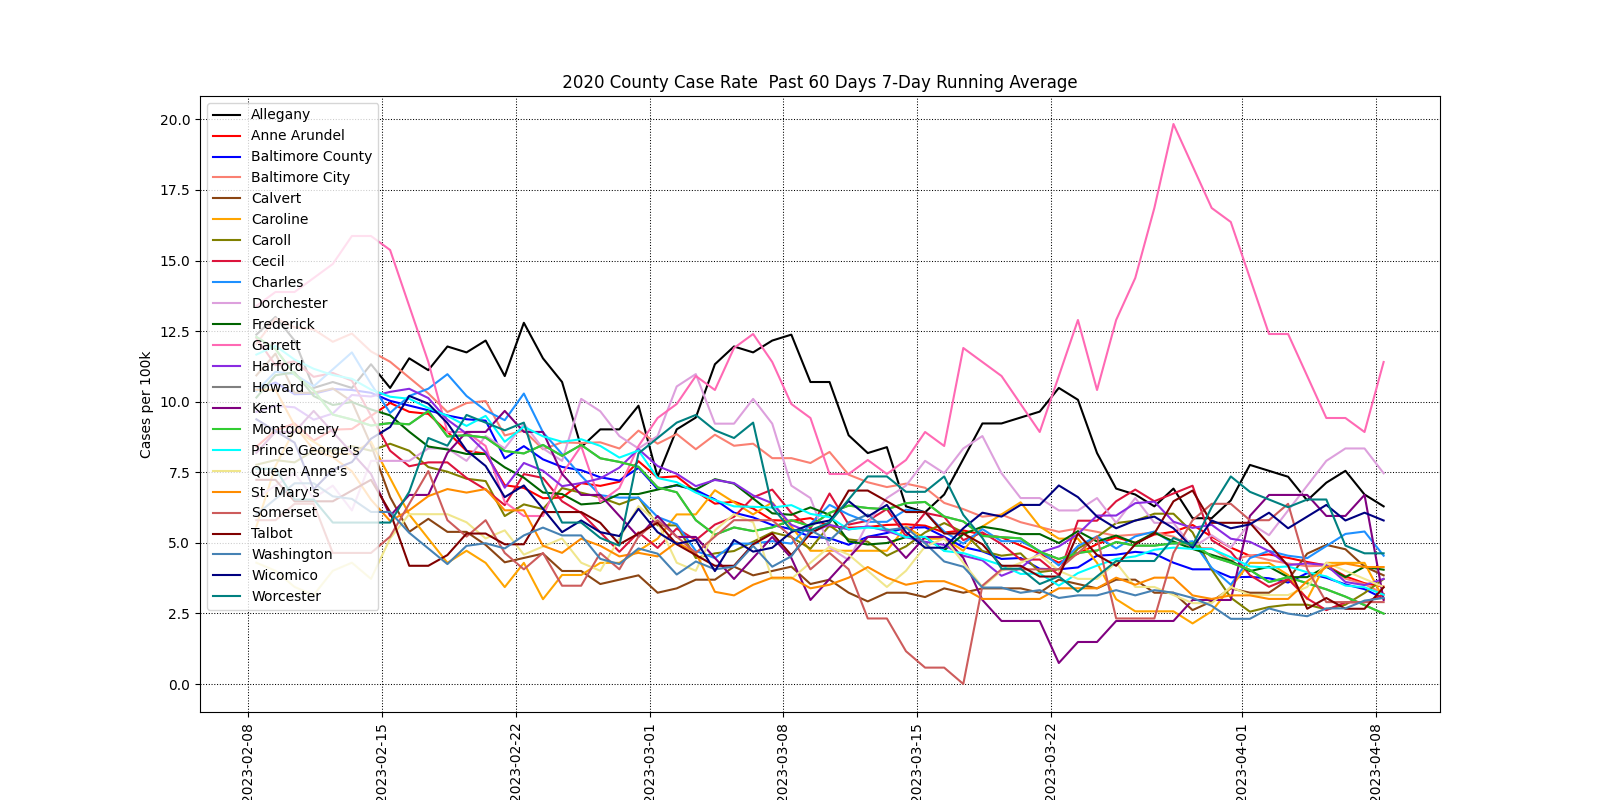 2020 County Case Rate  Past 60 Days 7-Day Running Average
Cases per 100k
20.0
17.5
15.0
12.5
10.0
7.5
5.0
2.5
0.0
Allegany
Anne Arundel
Baltimore County
Baltimore City
Calvert
Caroline
Caroll
Cecil
Charles
Dorchester
Frederick
Garrett
Harford
Howard
Kent
Montgomery
Prince George's
Queen Anne's
St. Mary's
Somerset
Talbot
Washington
Wicomico
Worcester
2023-02-08
2023-02-15
2023-02-22
2023-03-01
2023-03-08
2023-03-15
2023-03-22
2023-04-01
2023-04-08